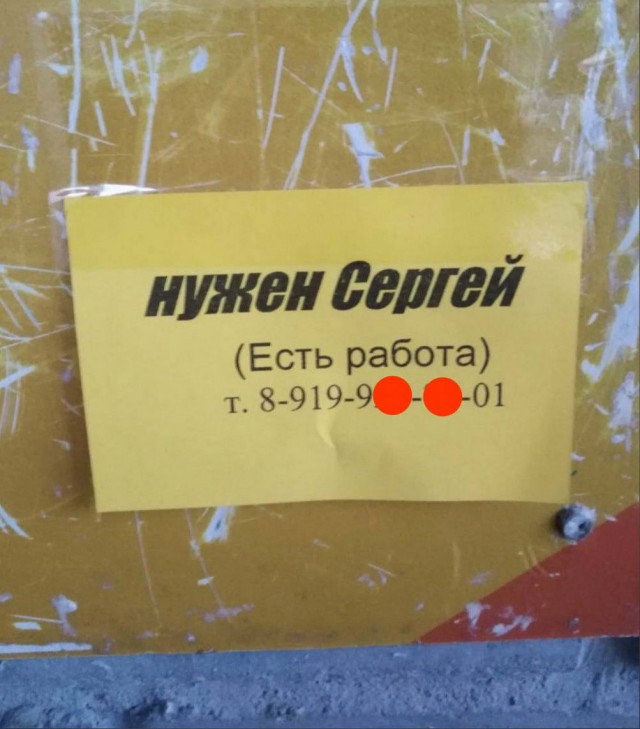 нужен Сергей
(Есть работа)
т. 8-919-9 - -01